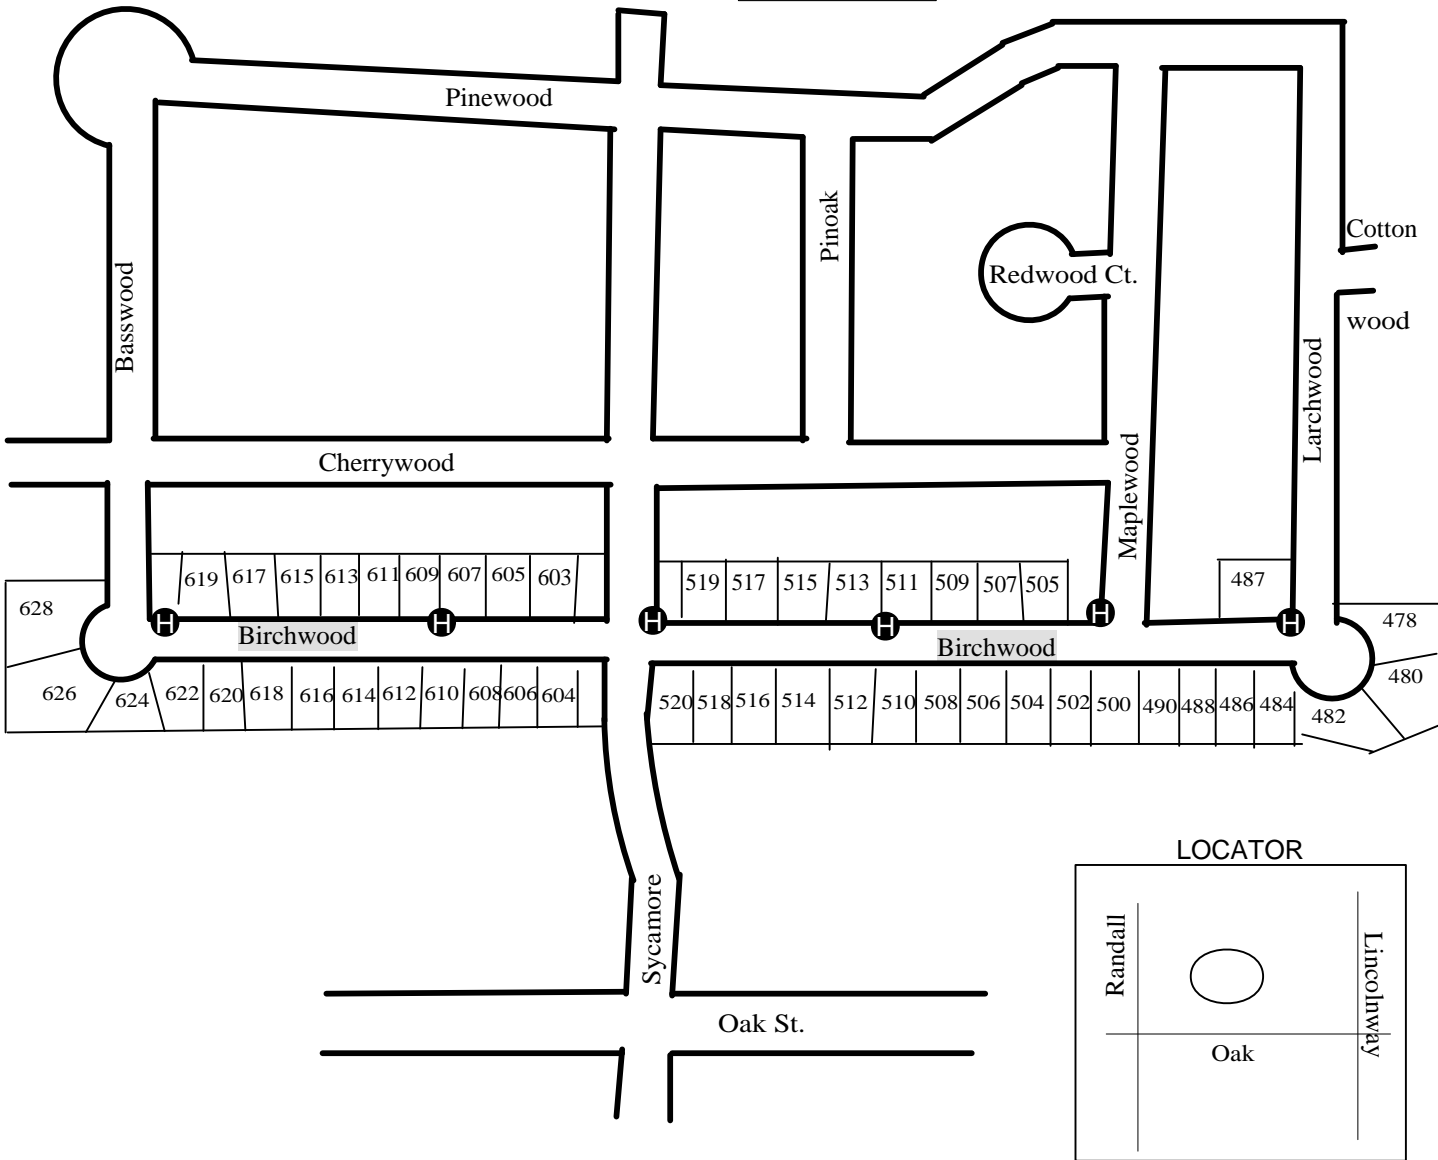 Pinewood
Pinoak
Cotton
Redwood Ct.
wood
Basswood
Larchwood
Cherrywood
Maplewood
619 617 615 613 611 609 607 605 603
519 517 515 513 511 509 507 505
487
628
478
H H H H H H
Birchwood
Birchwood
626 624 622 620 618 616 614 612 610 608 606 604
520 518 516 514 512 510 508 506 504 502 500 490 488 486 484
480
482
Sycamore
Oak St.
LOCATOR
Randall
Lincolnway
Oak